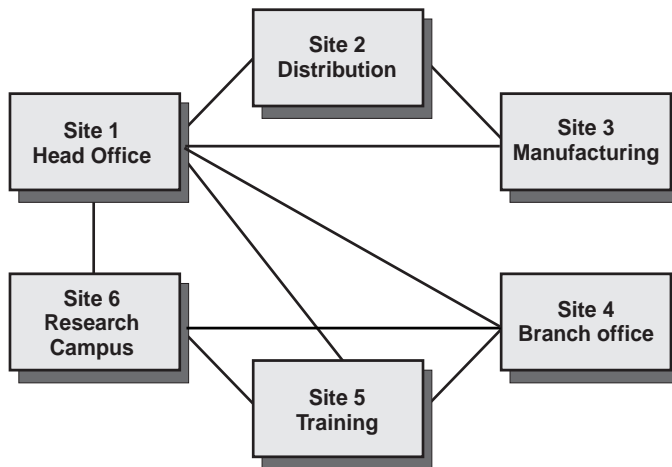 Site 1
Head Office
Site 2
Distribution
Site 3
Manufacturing
Site 4
Branch office
Site 5
Training
Site 6
Research
Campus